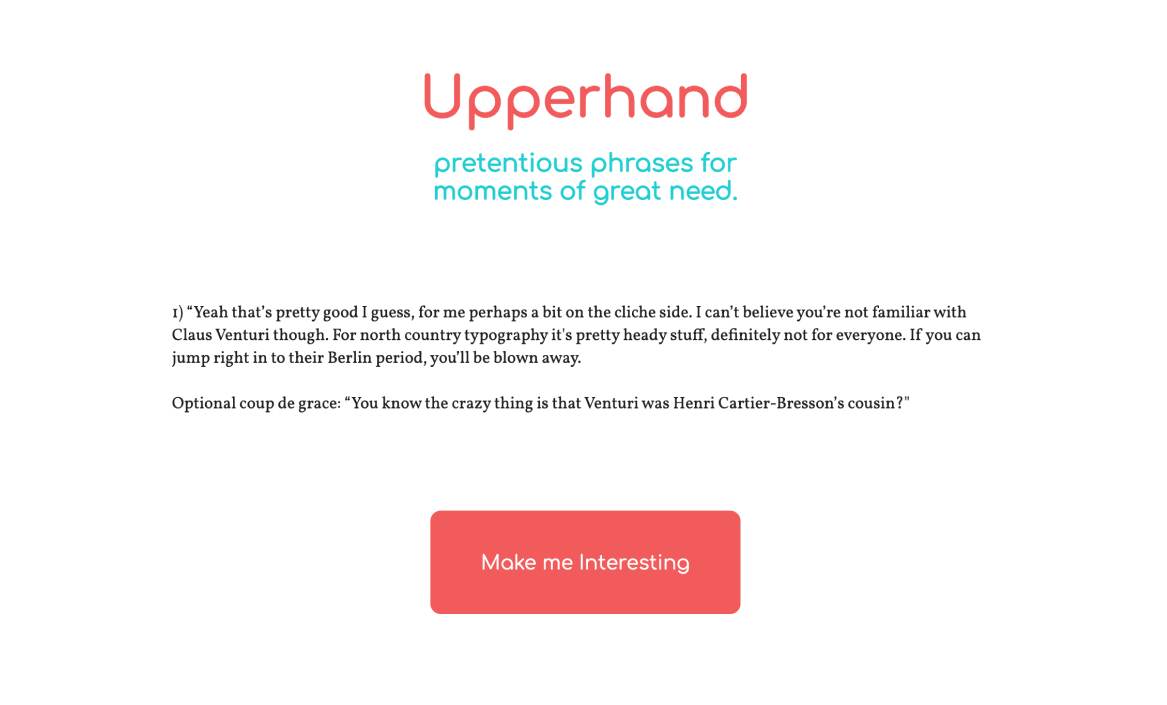 Upperhand
pretentious phrases for
moments of great need.
1) “Yeah that’s pretty good I guess, for me perhaps a bit on the cliche side. I can’t believe you’re not familiar with
Claus Venturi though. For north country typography it's pretty heady stuff, definitely not for everyone. If you can
jump right in to their Berlin period, you’ll be blown away.
Optional coup de grace: “You know the crazy thing is that Venturi was Henri Cartier-Bresson’s cousin?"
Make me Interesting